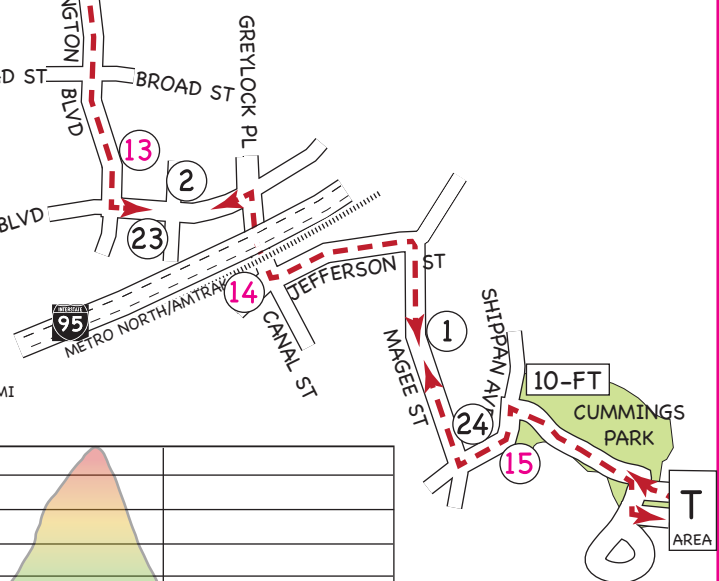 NGTON BLVD
GREYLOCK PL
D ST
BROAD ST
13
2
BLVD
23
JEFFERSON ST
14
INTERSTATE
95
METRO NORTH/AMTRAK
CANAL ST
1
MAGEE ST
SHIPPAN AVE
10-FT
MI
CUMMINGS
PARK
24
15
T
AREA